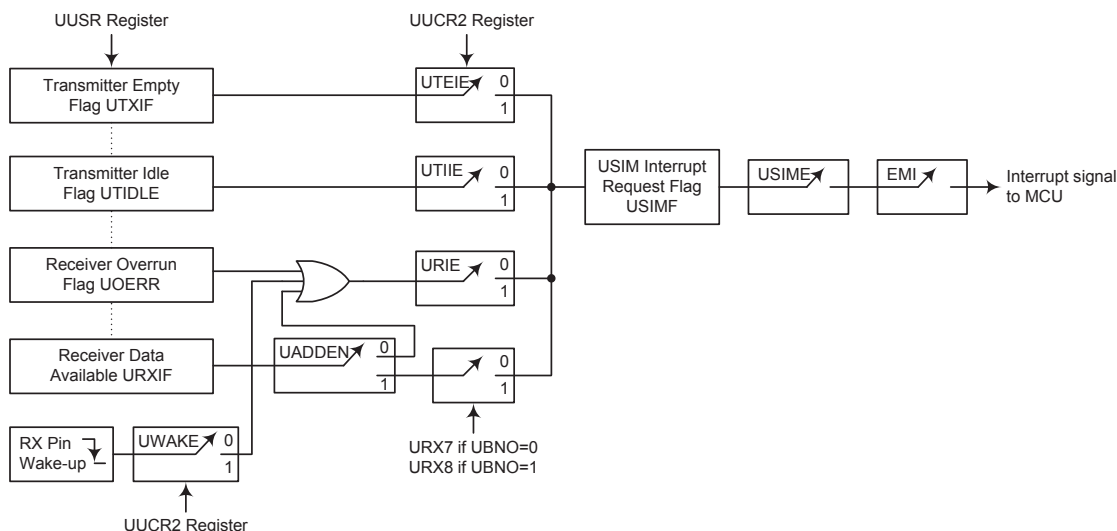 UUSR Register
UUCR2 Register
Transmitter Empty
Flag UTXIF
UTEIE
0
1
Transmitter Idle
Flag UTIDLE
UTIIE
0
1
USIM Interrupt
Request Flag
USIMF
USIME
EMI
Interrupt signal
to MCU
Receiver Overrun
Flag UOERR
URIE
0
1
Receiver Data
Available URXIF
UADDEN
0
1
0
1
RX Pin
Wake-up
UWAKE
0
1
URX7 if UBNO=0
URX8 if UBNO=1
UUCR2 Register